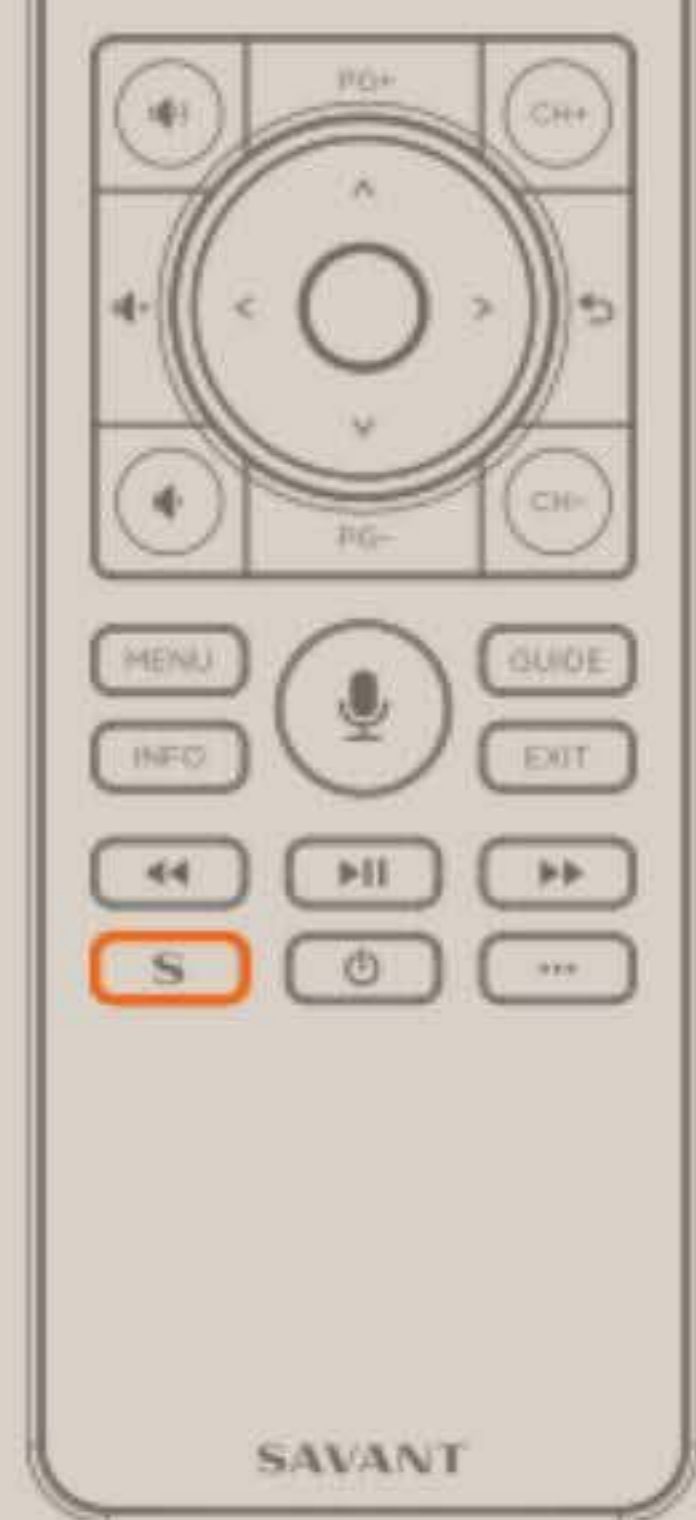 PG+
CH+
PG-
CH-
MENU
GUIDE
INFO
EXIT
S
SAVANT